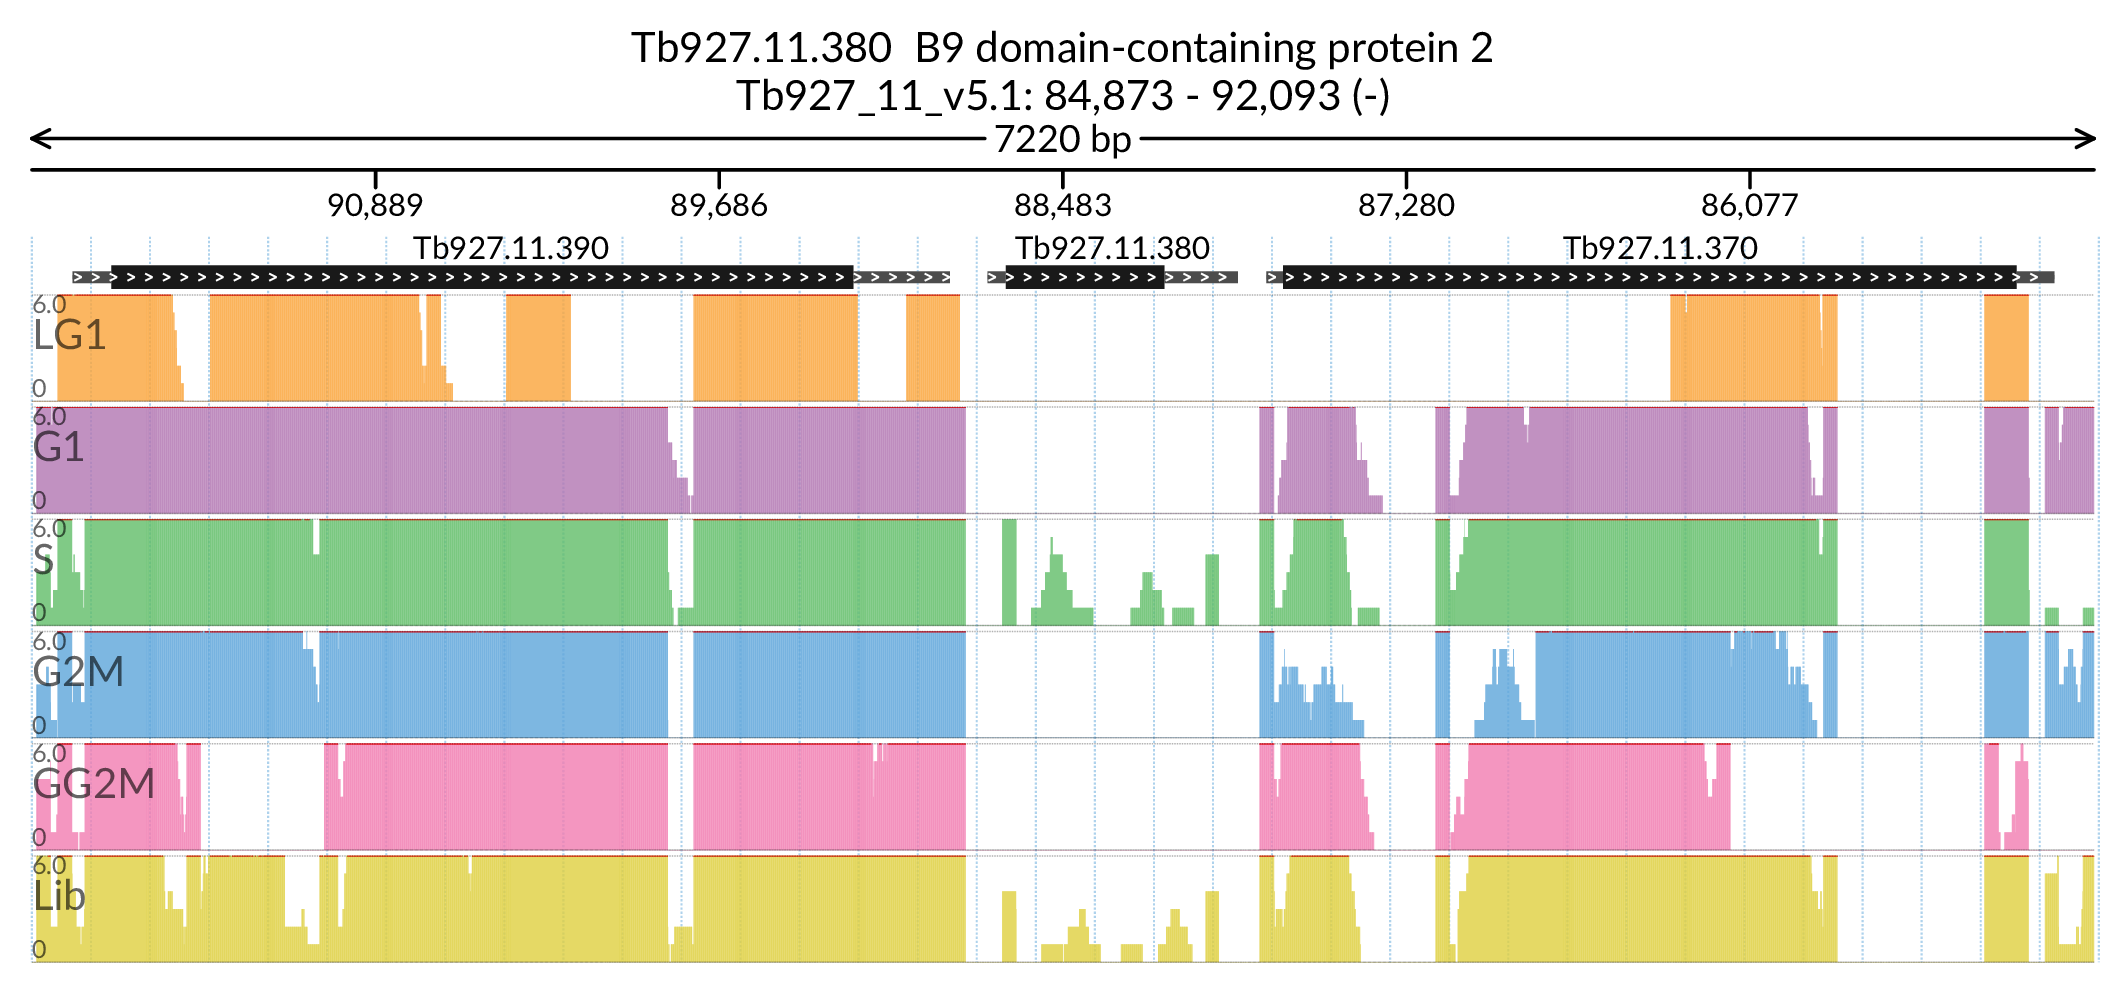 Tb927.11.380  B9 domain-containing protein 2
Tb927_11_v5.1: 84,873 - 92,093 (-)
7220 bp
90,889 89,686 88,483 87,280 86,077
Tb927.11.390 Tb927.11.380 Tb927.11.370
6.0
LG1
0
6.0
G1
0
6.0
S
0
6.0
G2M
0
6.0
GG2M
0
6.0
Lib
0